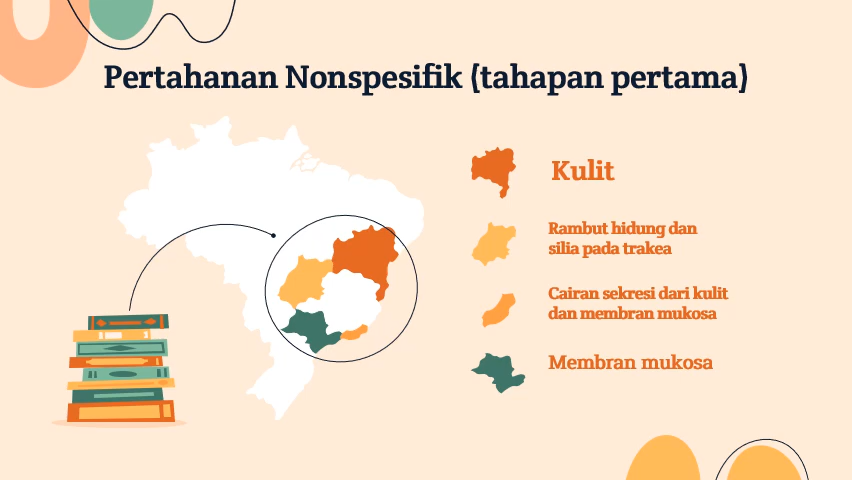 Pertahanan Nonspesifik (tahapan pertama)
Kulit
Rambut hidung dan
silia pada trakea
Cairan sekresi dari kulit
dan membran mukosa
Membran mukosa